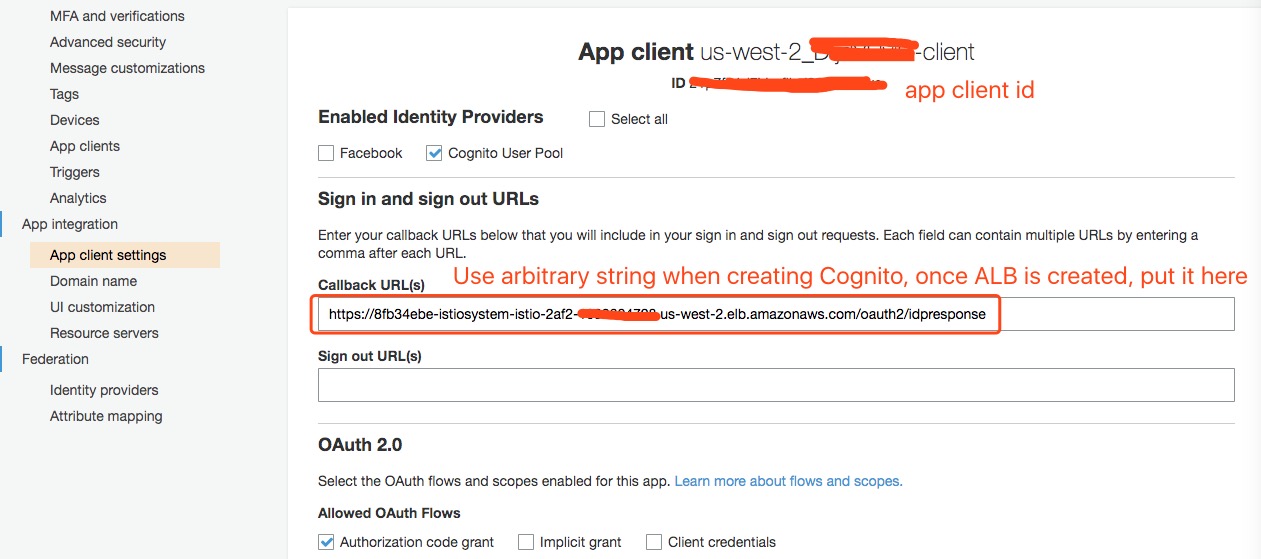 MFA and verifications
Advanced security
Message customizations
Tags
Devices
App clients
Triggers
Analytics
App integration
App client settings
Domain name
UI customization
Resource servers
Federation
Identity providers
Attribute mapping
App client us-west-2_ -client
ID
app client id
Enabled Identity Providers
Select all
Facebook
Cognito User Pool
Sign in and sign out URLs
Enter your callback URLs below that you will include in your sign in and sign out requests. Each field can contain multiple URLs by entering a
comma after each URL.
Use arbitrary string when creating Cognito, once ALB is created, put it here
Callback URL(s)
https://8fb34ebe-istiosystem-istio-2af2- .us-west-2.elb.amazonaws.com/oauth2/idpresponse
Sign out URL(s)
OAuth 2.0
Select the OAuth flows and scopes enabled for this app. Learn more about flows and scopes.
Allowed OAuth Flows
Authorization code grant
Implicit grant
Client credentials